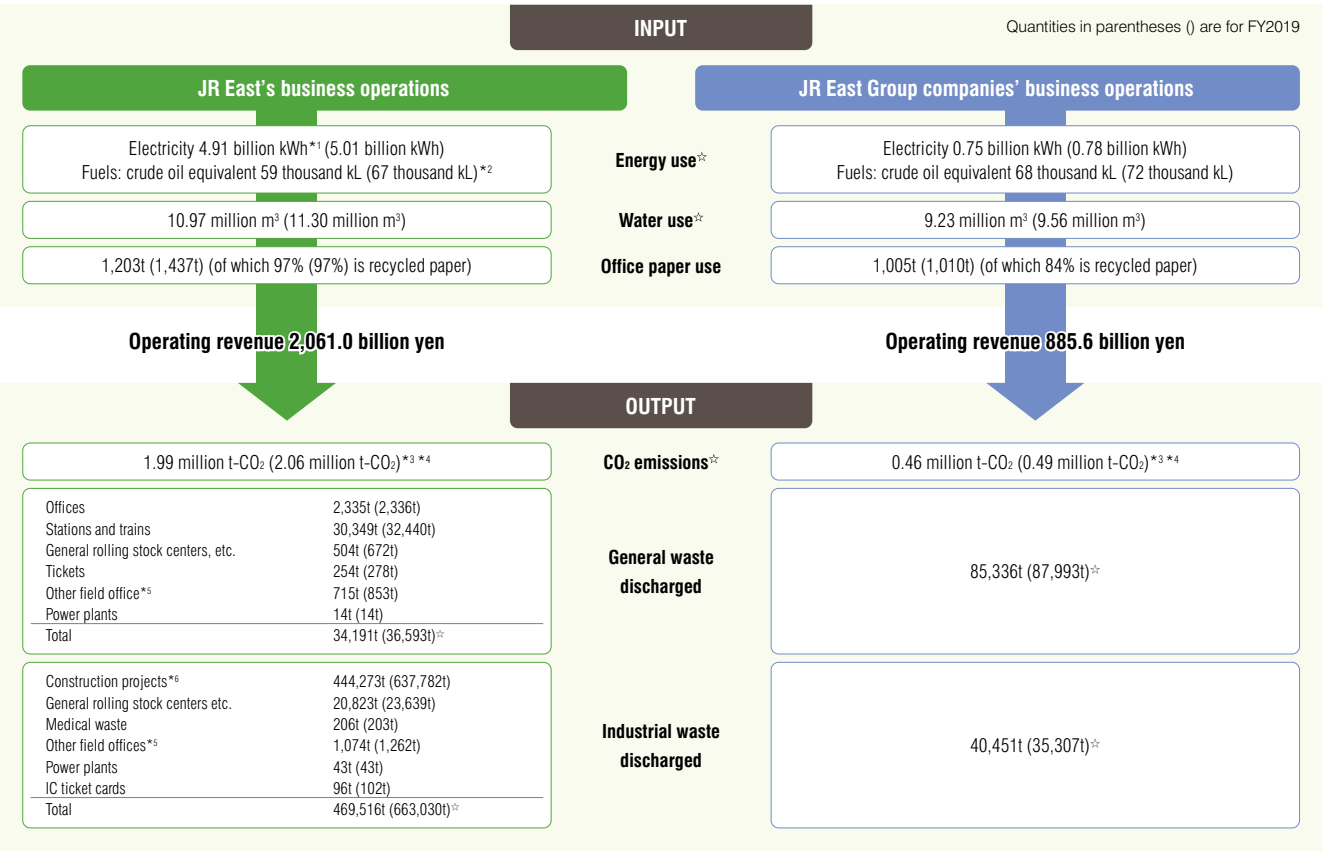 INPUT
Quantities in parentheses () are for FY2019
JR East's business operations
JR East Group companies' business operations
Electricity 4.91 billion kWh*1 (5.01 billion kWh)
Fuels: crude oil equivalent 59 thousand kL (67 thousand kL)*2
Energy use☆
Electricity 0.75 billion kWh (0.78 billion kWh)
Fuels: crude oil equivalent 68 thousand kL (72 thousand kL)
10.97 million m³ (11.30 million m³)
Water use☆
9.23 million m³ (9.56 million m³)
1,203t (1,437t) (of which 97% (97%) is recycled paper)
Office paper use
1,005t (1,010t) (of which 84% is recycled paper)
Operating revenue 2,061.0 billion yen
Operating revenue 885.6 billion yen
OUTPUT
1.99 million t-CO₂ (2.06 million t-CO₂)*3 *4
CO₂ emissions☆
0.46 million t-CO₂ (0.49 million t-CO₂)*3 *4
Offices 2,335t (2,336t)
Stations and trains 30,349t (32,440t)
General rolling stock centers, etc. 504t (672t)
Tickets 254t (278t)
Other field office*5 715t (853t)
Power plants 14t (14t)
Total 34,191t (36,593t)☆
General waste
discharged
85,336t (87,993t)☆
Construction projects*6 444,273t (637,782t)
General rolling stock centers etc. 20,823t (23,639t)
Medical waste 206t (203t)
Other field offices*5 1,074t (1,262t)
Power plants 43t (43t)
IC ticket cards 96t (102t)
Total 469,516t (663,030t)☆
Industrial waste
discharged
40,451t (35,307t)☆